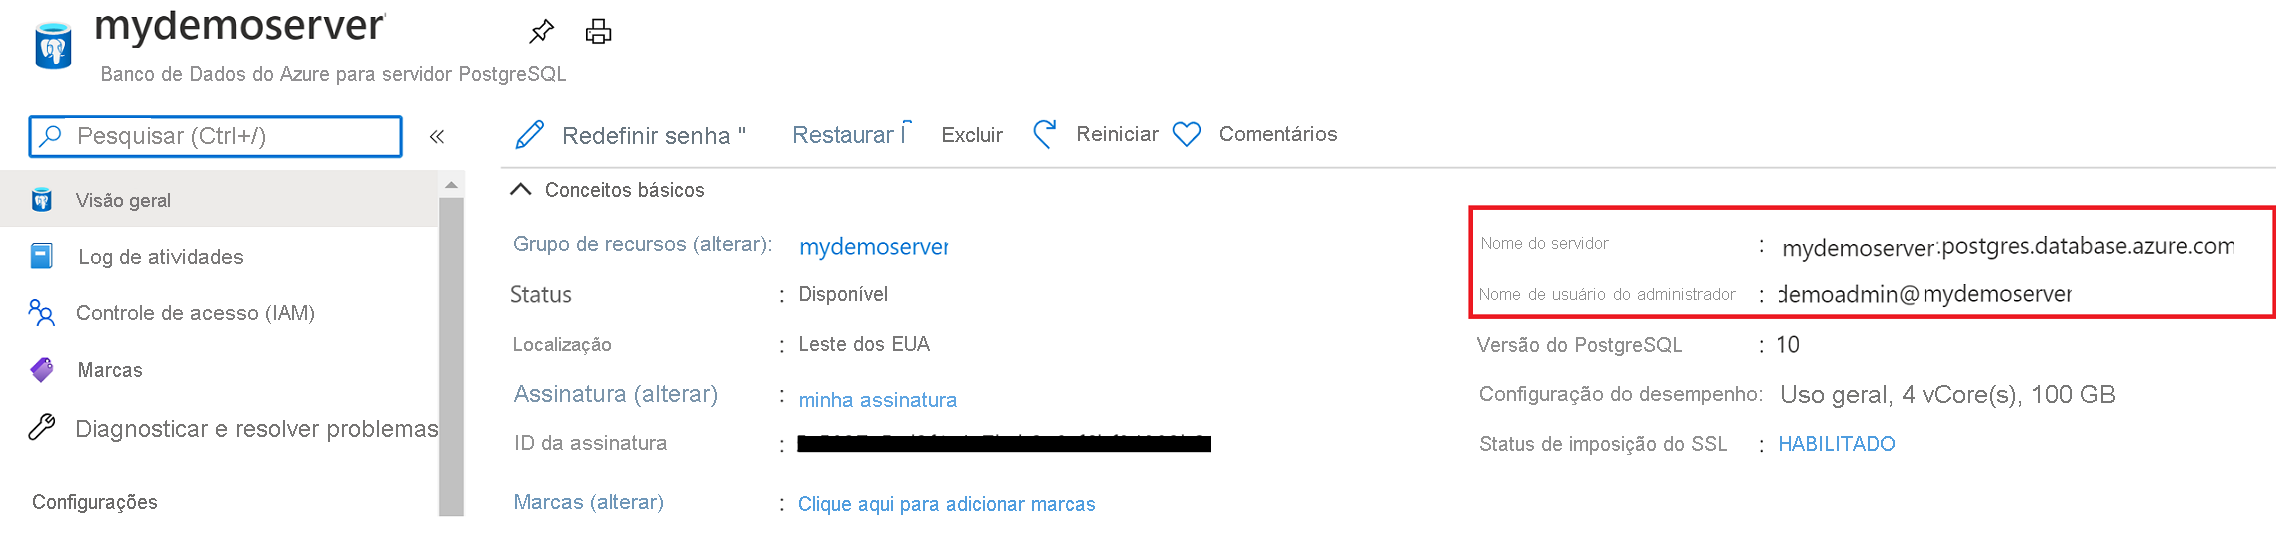 mydemoserver
Banco de Dados do Azure para servidor PostgreSQL
Pesquisar (Ctrl+/)
«
Redefinir senha "
Restaurar
Excluir
Reiniciar
Comentários
Visão geral
Log de atividades
Controle de acesso (IAM)
Marcas
Diagnosticar e resolver problemas
Configurações
Conceitos básicos
Grupo de recursos (alterar): mydemoserver
Status : Disponível
Localização : Leste dos EUA
Assinatura (alterar) : minha assinatura
ID da assinatura :
Marcas (alterar) : Clique aqui para adicionar marcas
Nome do servidor : mydemoserver.postgres.database.azure.com
Nome de usuário do administrador : demoadmin@mydemoserver
Versão do PostgreSQL : 10
Configuração do desempenho: Uso geral, 4 vCore(s), 100 GB
Status de imposição do SSL : HABILITADO